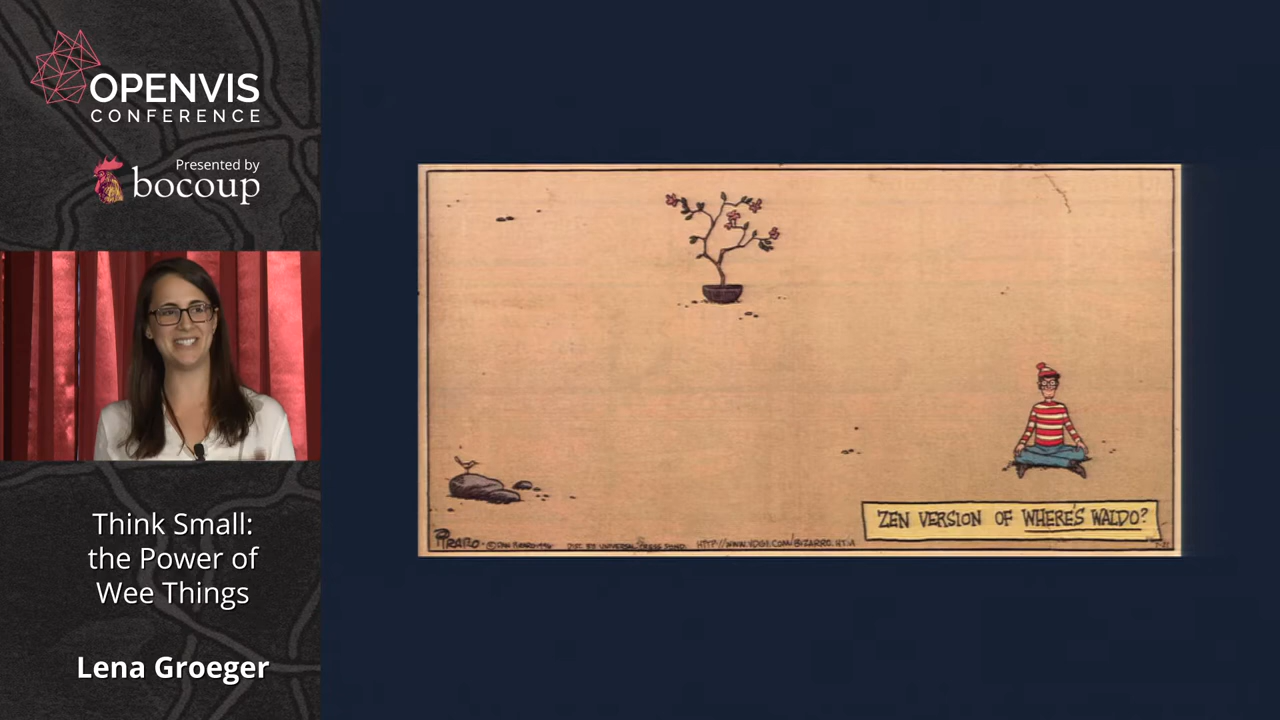 OPENVIS
CONFERENCE
Presented by
bocoup
Think Small:
the Power of
Wee Things
Lena Groeger
ZEN VERSION OF WHERE'S WALDO?
PIRARO